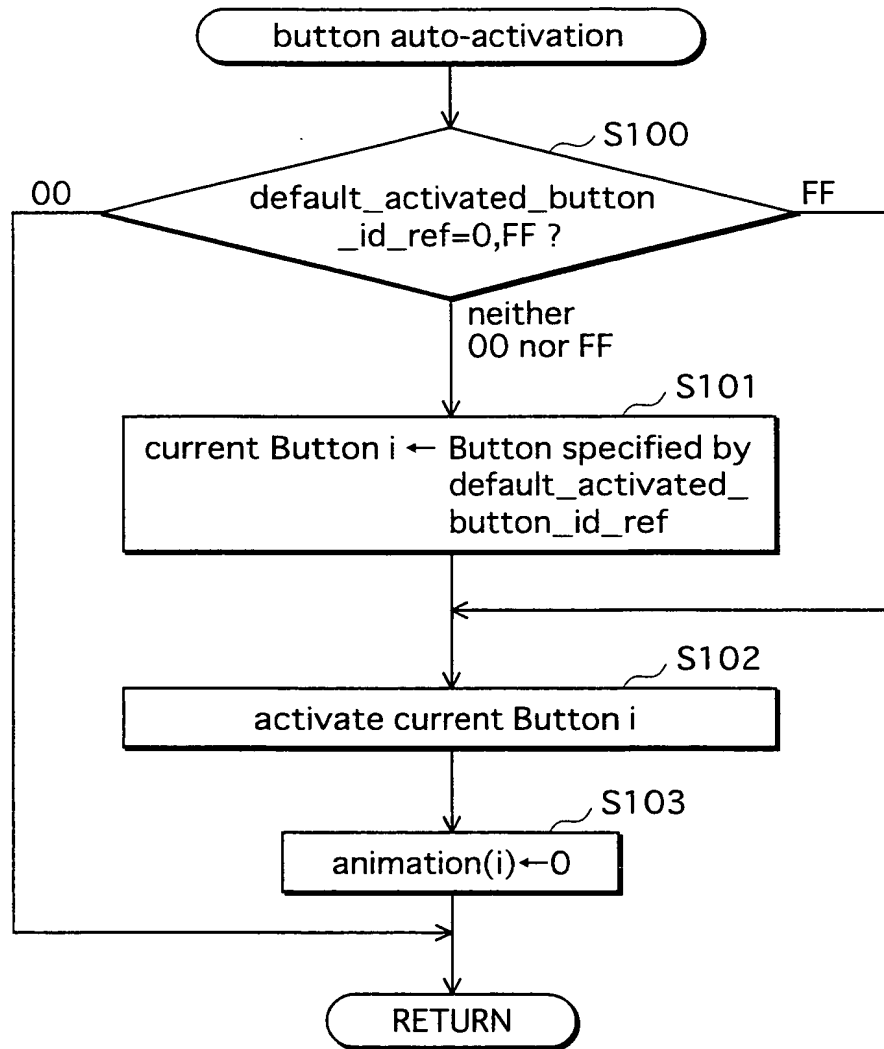 button auto-activation
S100
00
default_activated_button
_id_ref=0,FF ?
FF
neither
00 nor FF
S101
current Button i ← Button specified by
default_activated_
button_id_ref
S102
activate current Button i
S103
animation(i)←0
RETURN